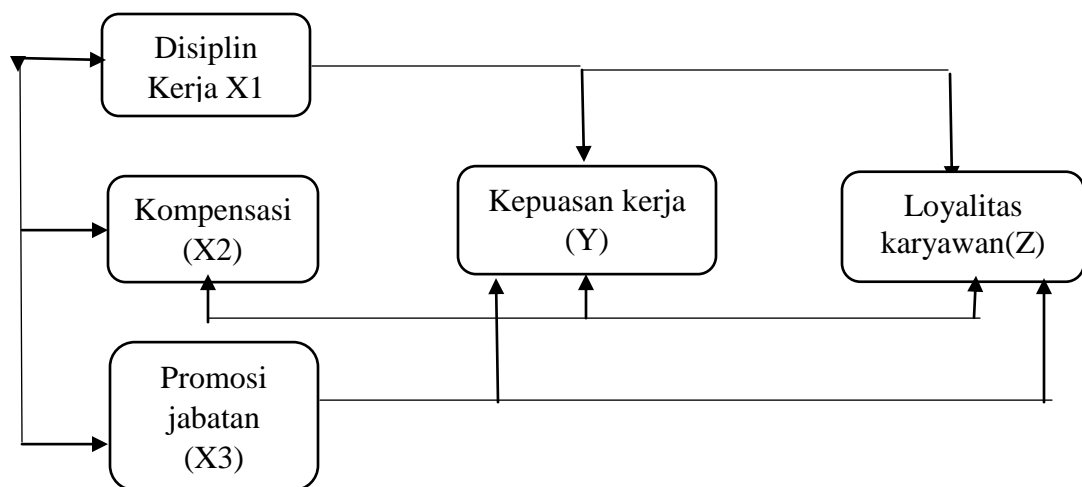 Disiplin
Kerja X1
Kompensasi
(X2)
Kepuasan kerja
(Y)
Loyalitas
karyawan(Z)
Promosi
jabatan
(X3)